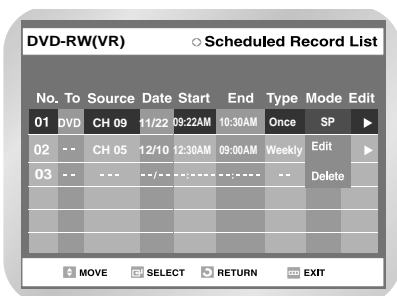 DVD-RW(VR) Scheduled Record List
No. To Source Date Start End Type Mode Edit
01 DVD CH 09 11/22 09:22AM 10:30AM Once SP ►
02 -- CH 05 12/10 12:30AM 09:00AM Weekly Edit ►
03 -- --- --/-- --:-- --:-- -- Delete
MOVE SELECT RETURN EXIT